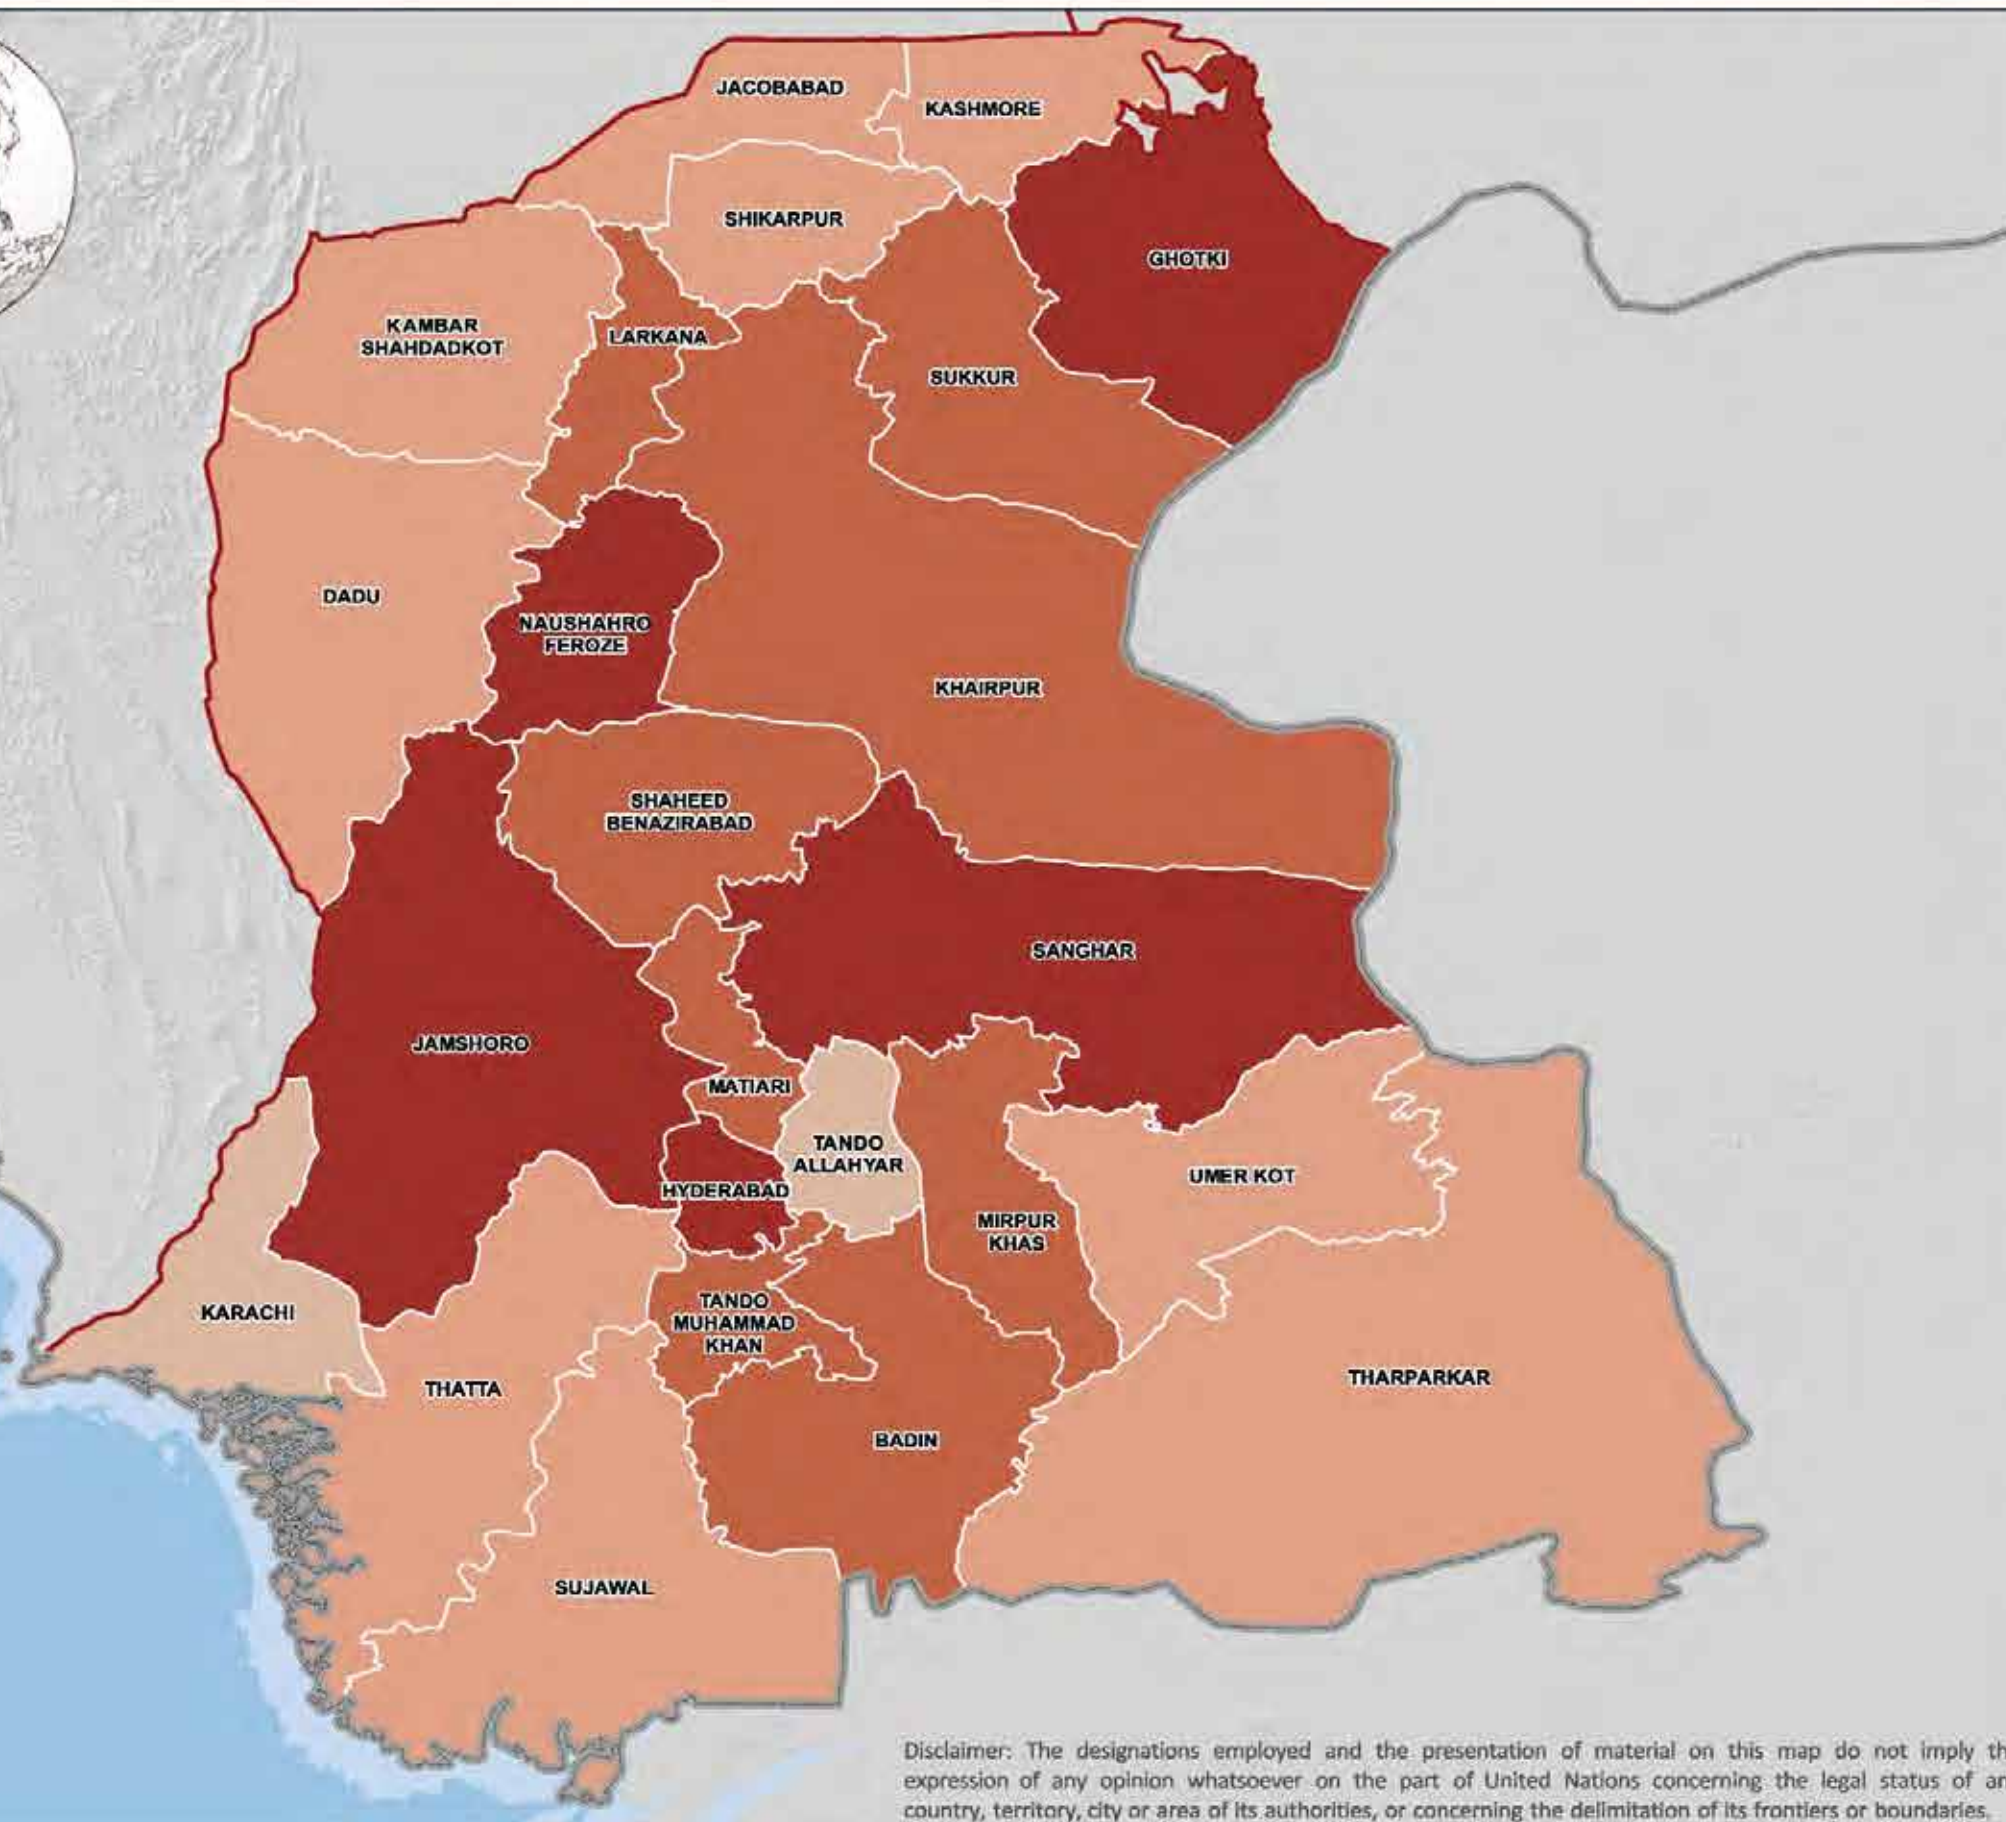 JACOBABAD
KASHMORE
SHIKARPUR
GHOTKI
KAMBAR
SHAHDADKOT
LARKANA
SUKKUR
DADU
NAUSHAHRO
FEROZE
KHAIRPUR
SHAHEED
BENAZIRABAD
SANGHAR
JAMSHORO
MATIARI
TANDO
ALLAHYAR
UMER KOT
HYDERABAD
MIRPUR
KHAS
KARACHI
TANDO
MUHAMMAD
KHAN
THATTA
THARPARKAR
BADIN
SUJAWAL
Disclaimer: The designations employed and the presentation of material on this map do not imply th
expression of any opinion whatsoever on the part of United Nations concerning the legal status of an
country, territory, city or area of its authorities, or concerning the delimitation of its frontiers or boundaries.